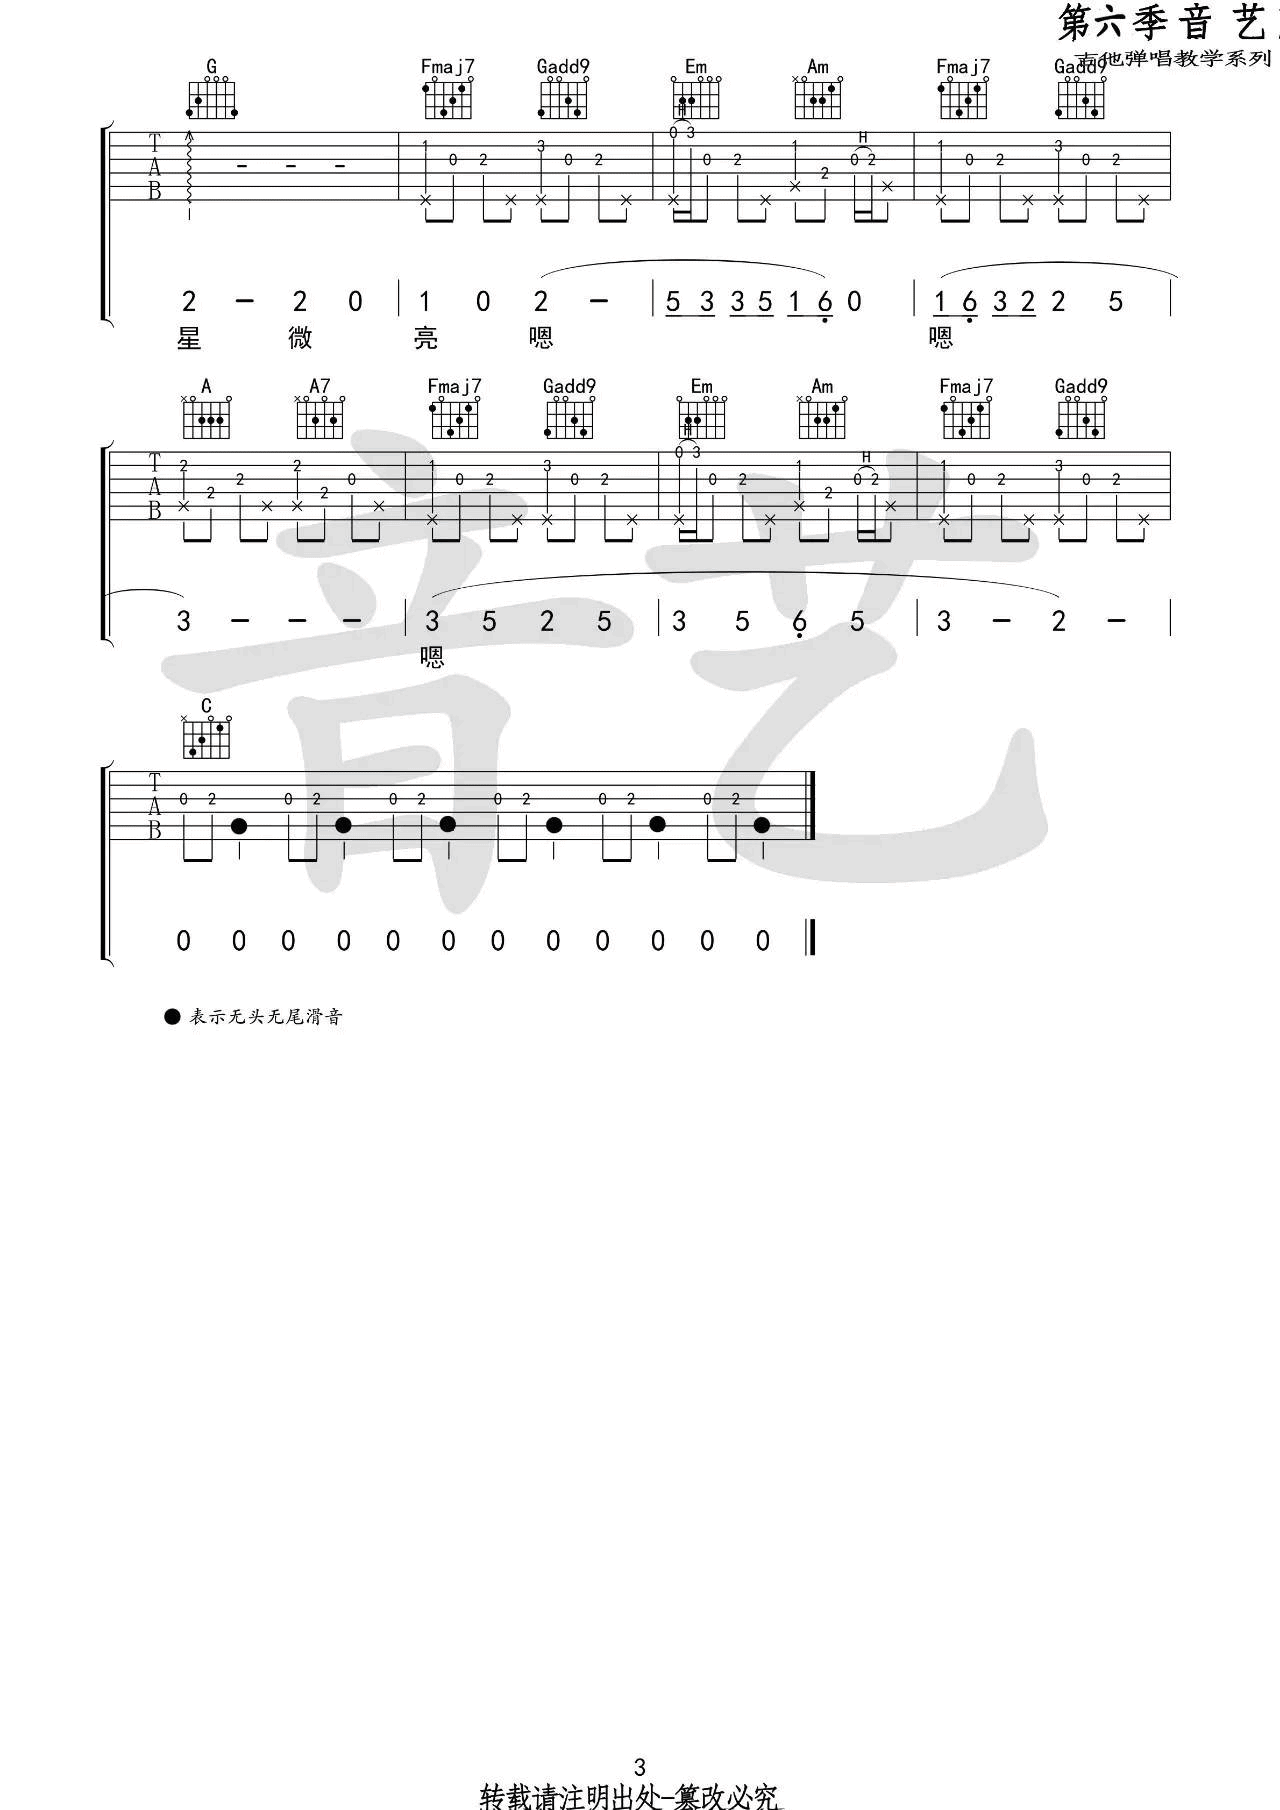 第六季音艺
吉他弹唱教学系列
G Fmaj7 Gadd9 Em Am Fmaj7 Gadd9
H
T A B
0 3 H
1 0 2 3 0 2 0 2 1 2 0 2 1 0 2 3 0 2
2 - 2 0 1 0 2 - 5 3 3 5 1 6 0 1 6 3 2 2 5
星 微 亮 嗯 嗯
A A7 Fmaj7 Gadd9 Em Am Fmaj7 Gadd9
H
T A B
0 3 H
2 2 2 2 2 0 1 0 2 3 0 2 0 2 1 2 0 2 1 0 2 3 0 2
3 - - - 3 5 2 5 3 5 6 5 3 - 2 -
嗯
音艺
C
T A B
0 2 0 2 0 2 0 2 0 2 0 2
0 0 0 0 0 0 0 0 0 0 0 0
● 表示无头无尾滑音
3
转载请注明出处-篡改必究